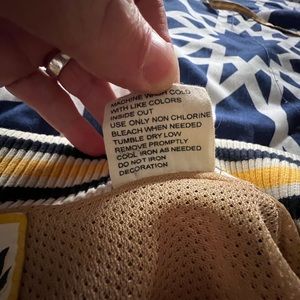 MACHINE WASH COLD
WITH LIKE COLORS
INSIDE OUT
USE ONLY NON CHLORINE
BLEACH WHEN NEEDED
TUMBLE DRY LOW
REMOVE PROMPTLY
COOL IRON AS NEEDED
DO NOT IRON
DECORATION